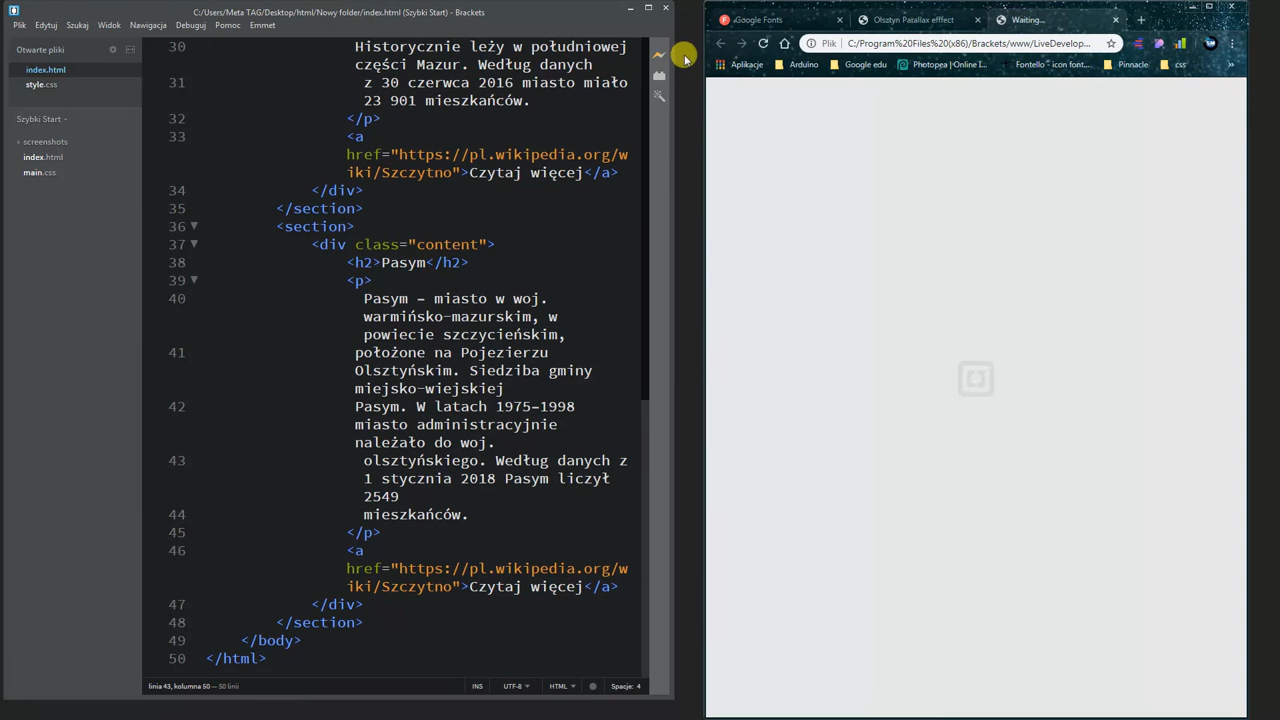 C:/Users/Meta TAG/Desktop/html/Nowy folder/index.html (Szybki Start) - Brackets
Plik Edytuj Szukaj Widok Nawigacja Debuguj Pomoc Emmet
Otwarte pliki
index.html
style.css
Szybki Start
screenshots
index.html
main.css
30 Historycznie leży w południowej
części Mazur. Według danych
31 z 30 czerwca 2016 miasto miało
23 901 mieszkańców.
32 </p>
33 <a
href="https://pl.wikipedia.org/w
iki/Szczytno">Czytaj więcej</a>
34 </div>
35 </section>
36 <section>
37 <div class="content">
38 <h2>Pasym</h2>
39 <p>
40 Pasym – miasto w woj.
warmińsko-mazurskim, w
powiecie szczycieńskim,
41 położone na Pojezierzu
Olsztyńskim. Siedziba gminy
miejsko-wiejskiej
42 Pasym. W latach 1975–1998
miasto administracyjnie
należało do woj.
43 olsztyńskiego. Według danych z
1 stycznia 2018 Pasym liczył
2549
44 mieszkańców.
45 </p>
46 <a
href="https://pl.wikipedia.org/w
iki/Szczytno">Czytaj więcej</a>
47 </div>
48 </section>
49 </body>
50 </html>
linia 43, kolumna 50 — 50 linii
INS UTF-8 HTML Spacje: 4
Google Fonts Olsztyn Patallax efffect Waiting...
Plik C:/Program%20Files%20(x86)/Brackets/www/LiveDevelop...
Aplikacje Arduino Google edu Photopea | Online I... Fontello - icon font... Pinnacle css